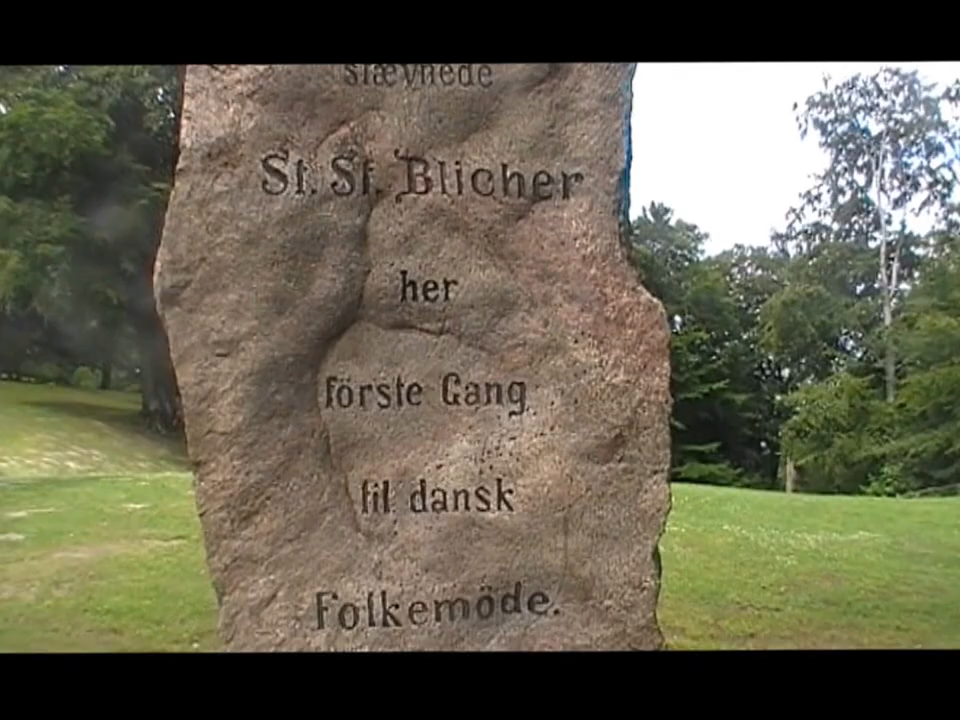 stævnede
St. St. Blicher
her
förste Gang
til dansk
Folkemöde.